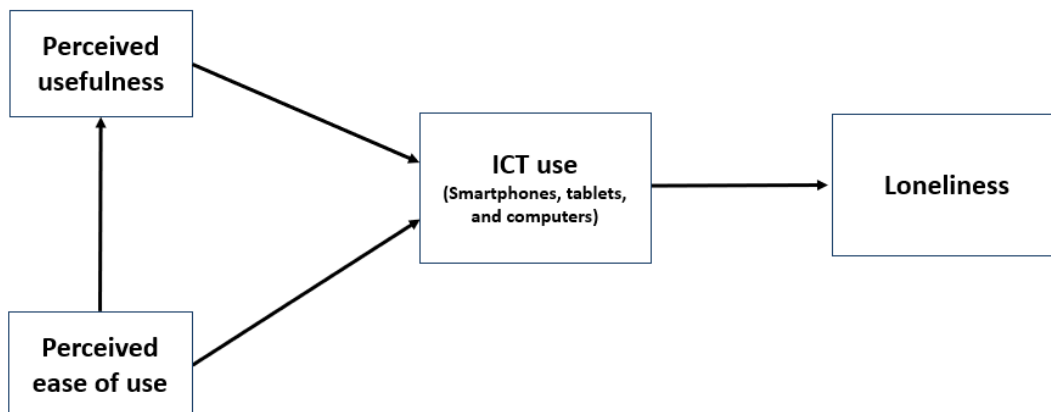 Perceived
usefulness
ICT use
(Smartphones, tablets,
and computers)
Loneliness
Perceived
ease of use